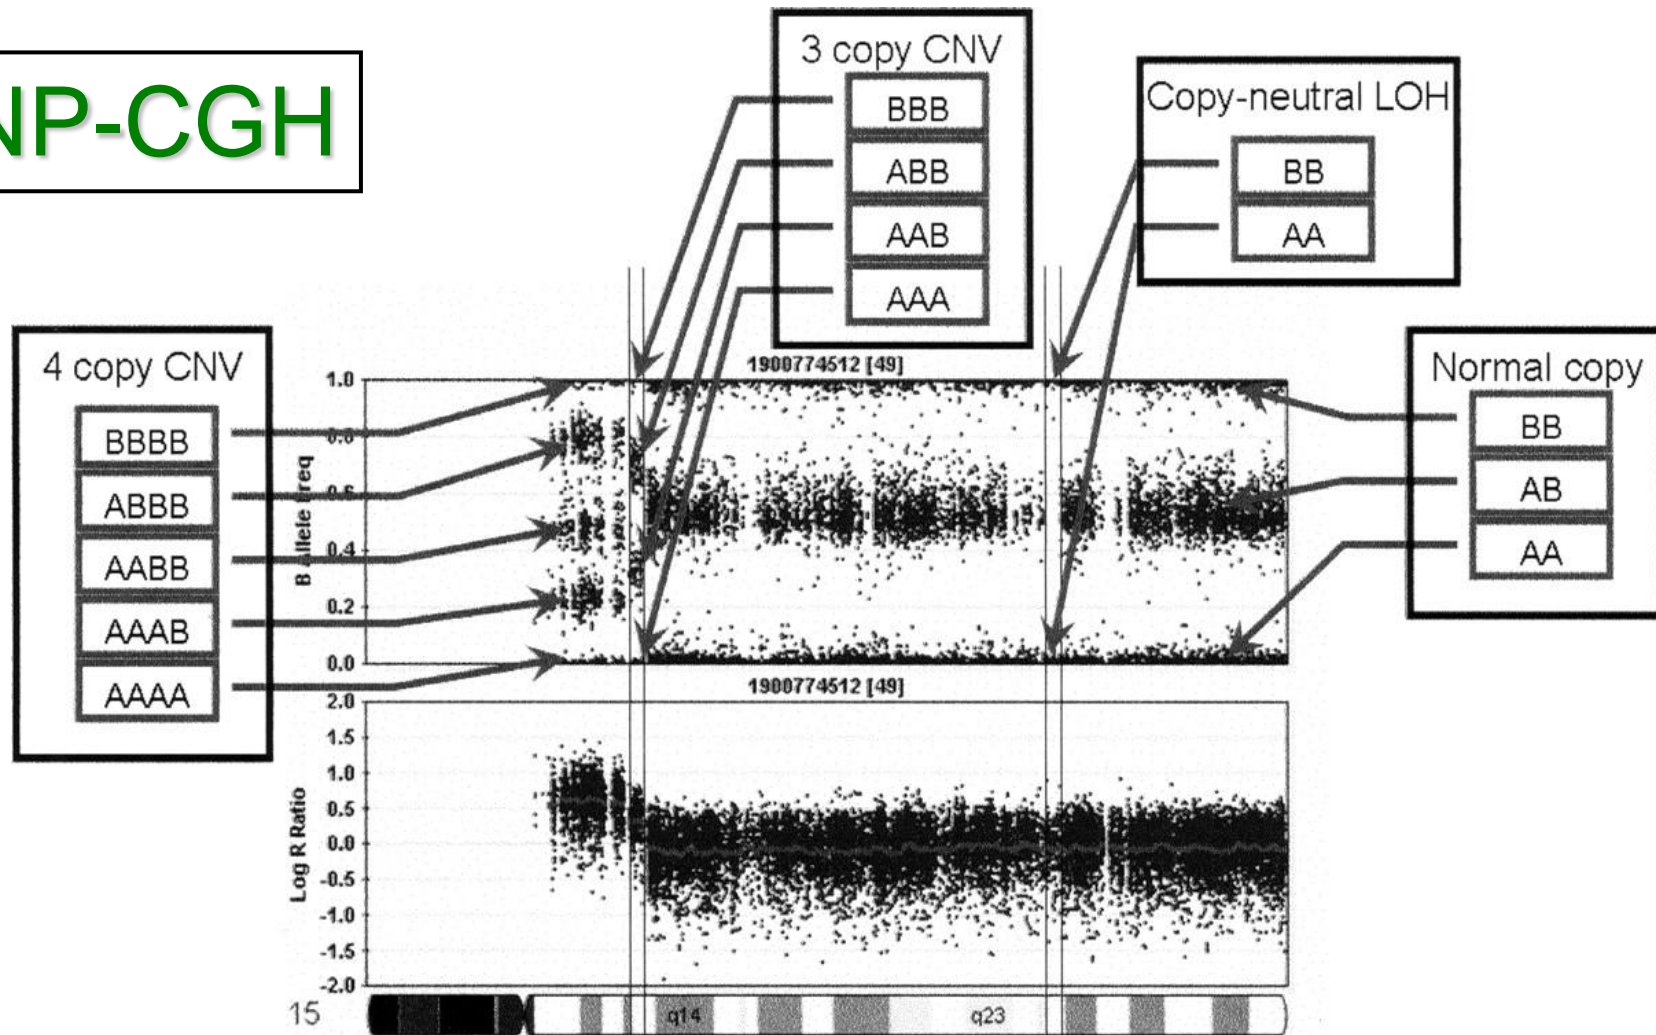 NP-CGH
3 copy CNV
BBB
ABB
AAB
AAA
Copy-neutral LOH
BB
AA
4 copy CNV
BBBB
ABBB
AABB
AAAB
AAAA
Normal copy
BB
AB
AA
1900774512 [49]
B Allele Freq
1.0
0.8
0.6
0.4
0.2
0.0
1900774512 [49]
Log R Ratio
2.0
1.5
1.0
0.5
0.0
-0.5
-1.0
-1.5
-2.0
15
q14
q23